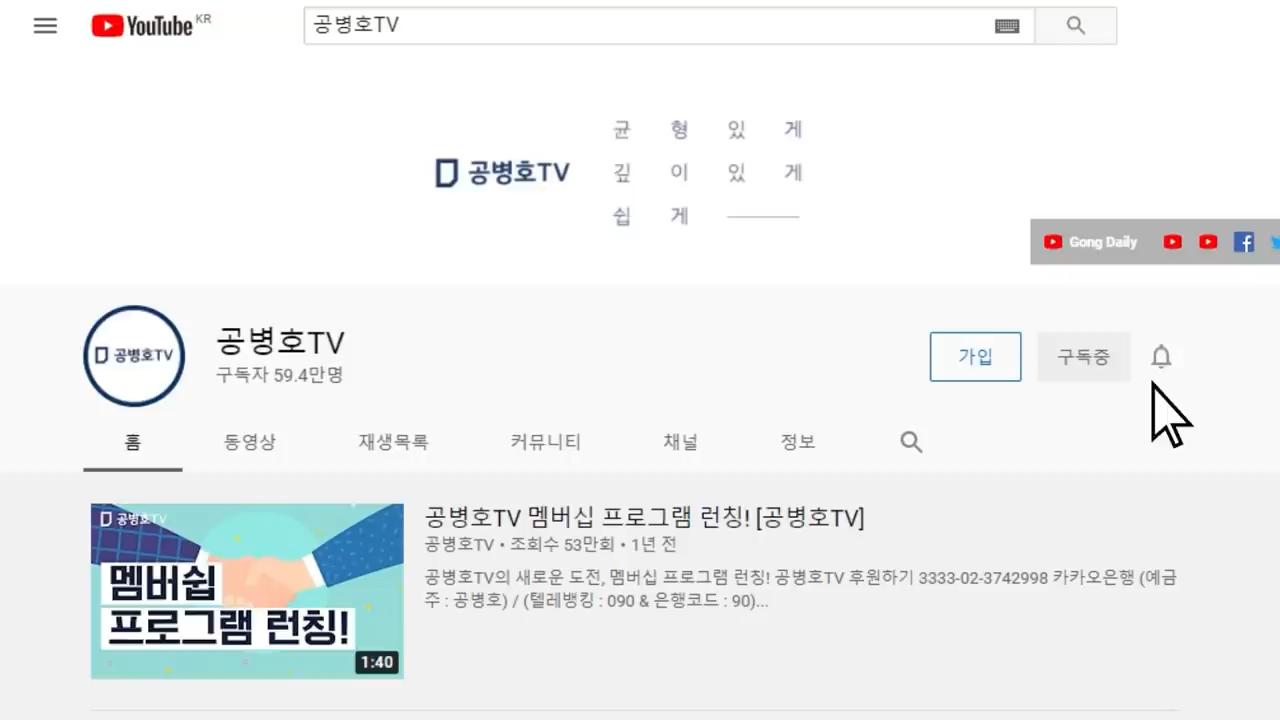 YouTube KR
공병호TV
균 형 있 게
공병호TV
깊 이 있 게
쉽 게
Gong Daily
공병호TV
공병호TV
구독자 59.4만명
가입
구독중
홈
동영상
재생목록
커뮤니티
채널
정보
공병호TV
멤버쉽
프로그램 런칭!
1:40
공병호TV 멤버십 프로그램 런칭! [공병호TV]
공병호TV • 조회수 53만회 • 1년 전
공병호TV의 새로운 도전, 멤버십 프로그램 런칭! 공병호TV 후원하기 3333-02-3742998 카카오은행 (예금
주 : 공병호) / (텔레뱅킹 : 090 & 은행코드 : 90)...